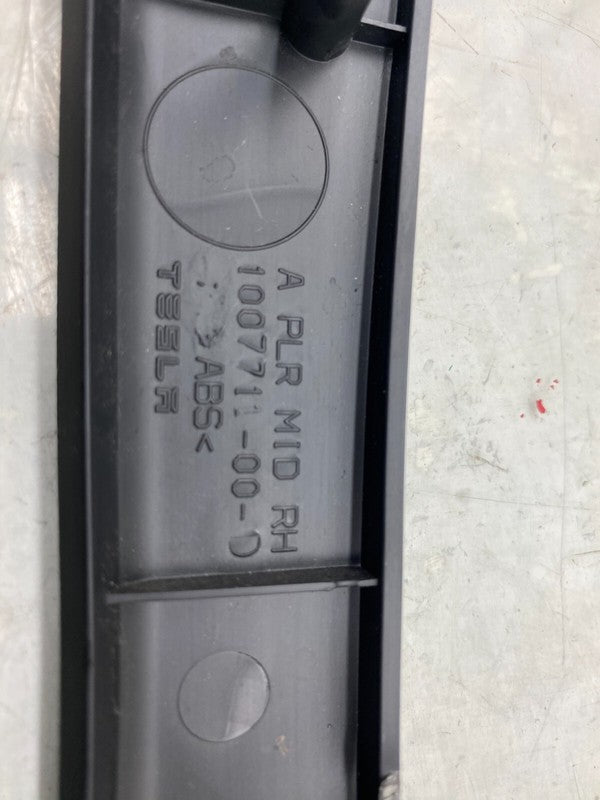 A PLR MID RH
1007711-00-D
ABS<
TESLA